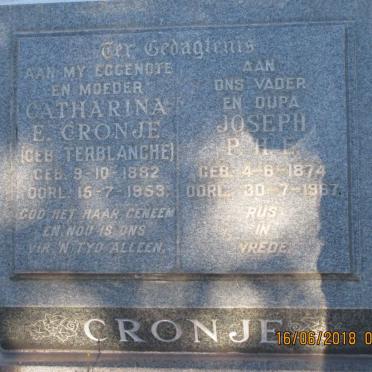 Ter Gedagtenis
AAN MY EGGENOTE
EN MOEDER
CATHARINA
E. CRONJE
(GEB. TERBLANCHE)
GEB. 9-10-1882
OORL. 15-7-1953.
GOD HET HAAR GENEEM
EN NOU IS ONS
VIR 'N TYD ALLEEN.
AAN
ONS VADER
EN OUPA
JOSEPH
GEB. 4-6-1874
OORL. 30-7-1967.
RUS
IN
VREDE
CRONJE
16/06/2018 0